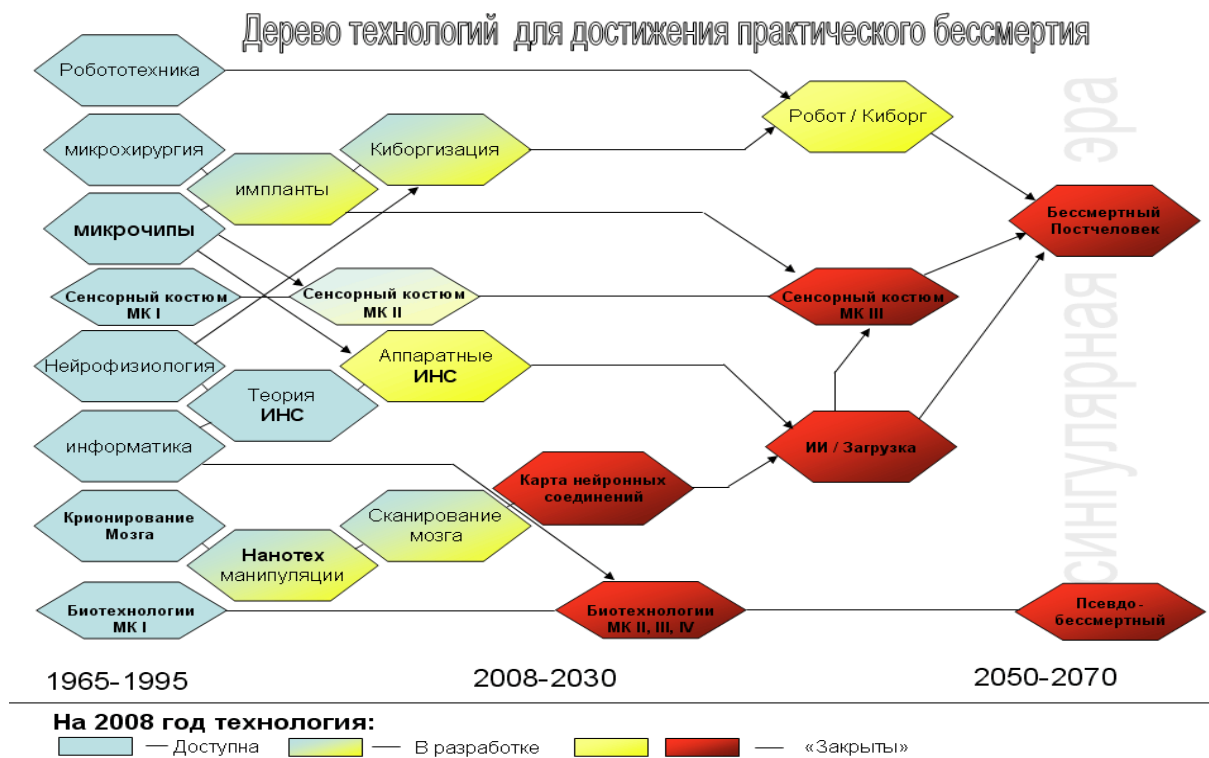 Дерево технологий для достижения практического бессмертия
Робототехника
Робот / Киборг
микрохирургия
Киборгизация
импланты
микрочипы
Бессмертный
Постчеловек
Сенсорный костюм
МК I
Сенсорный костюм
МК II
Сенсорный костюм
МК III
Нейрофизиология
Аппаратные
ИНС
Теория
ИНС
информатика
ИИ / Загрузка
Карта нейронных
соединений
Крионирование
Мозга
Сканирование
мозга
Нанотех
манипуляции
Биотехнологии
МК I
Биотехнологии
МК II, III, IV
Псевдо-
бессмертный
сингулярная эра
1965-1995
2008-2030
2050-2070
На 2008 год технология:
— Доступна
— В разработке
— «Закрыты»